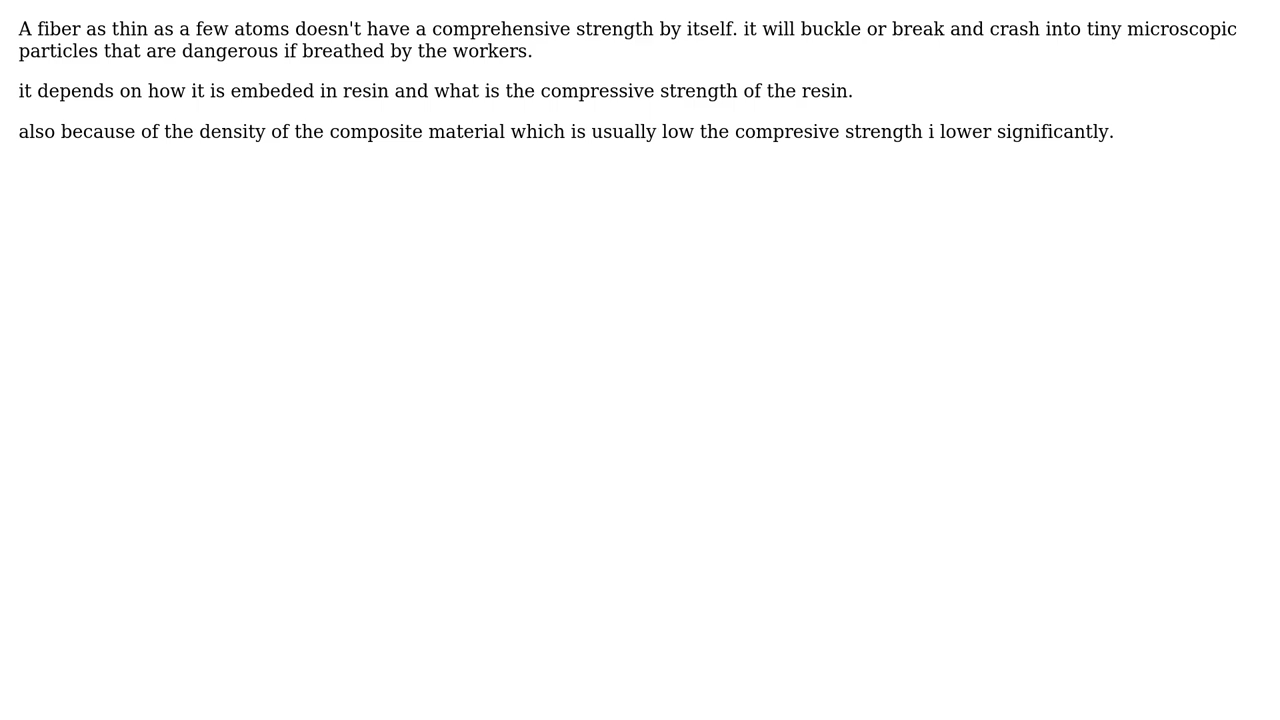 A fiber as thin as a few atoms doesn't have a comprehensive strength by itself. it will buckle or break and crash into tiny microscopic
particles that are dangerous if breathed by the workers.
it depends on how it is embeded in resin and what is the compressive strength of the resin.
also because of the density of the composite material which is usually low the compresive strength i lower significantly.